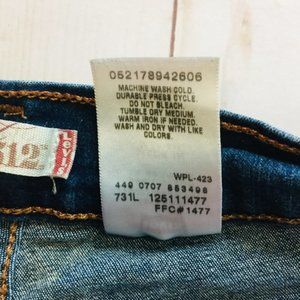 052178942606
MACHINE WASH COLD.
DURABLE PRESS CYCLE.
DO NOT BLEACH.
TUMBLE DRY MEDIUM.
WARM IRON IF NEEDED.
WASH AND DRY WITH LIKE
COLORS.
WPL-423
449 0707 853498
731L 125111477
FFC#1477
512
Levi's